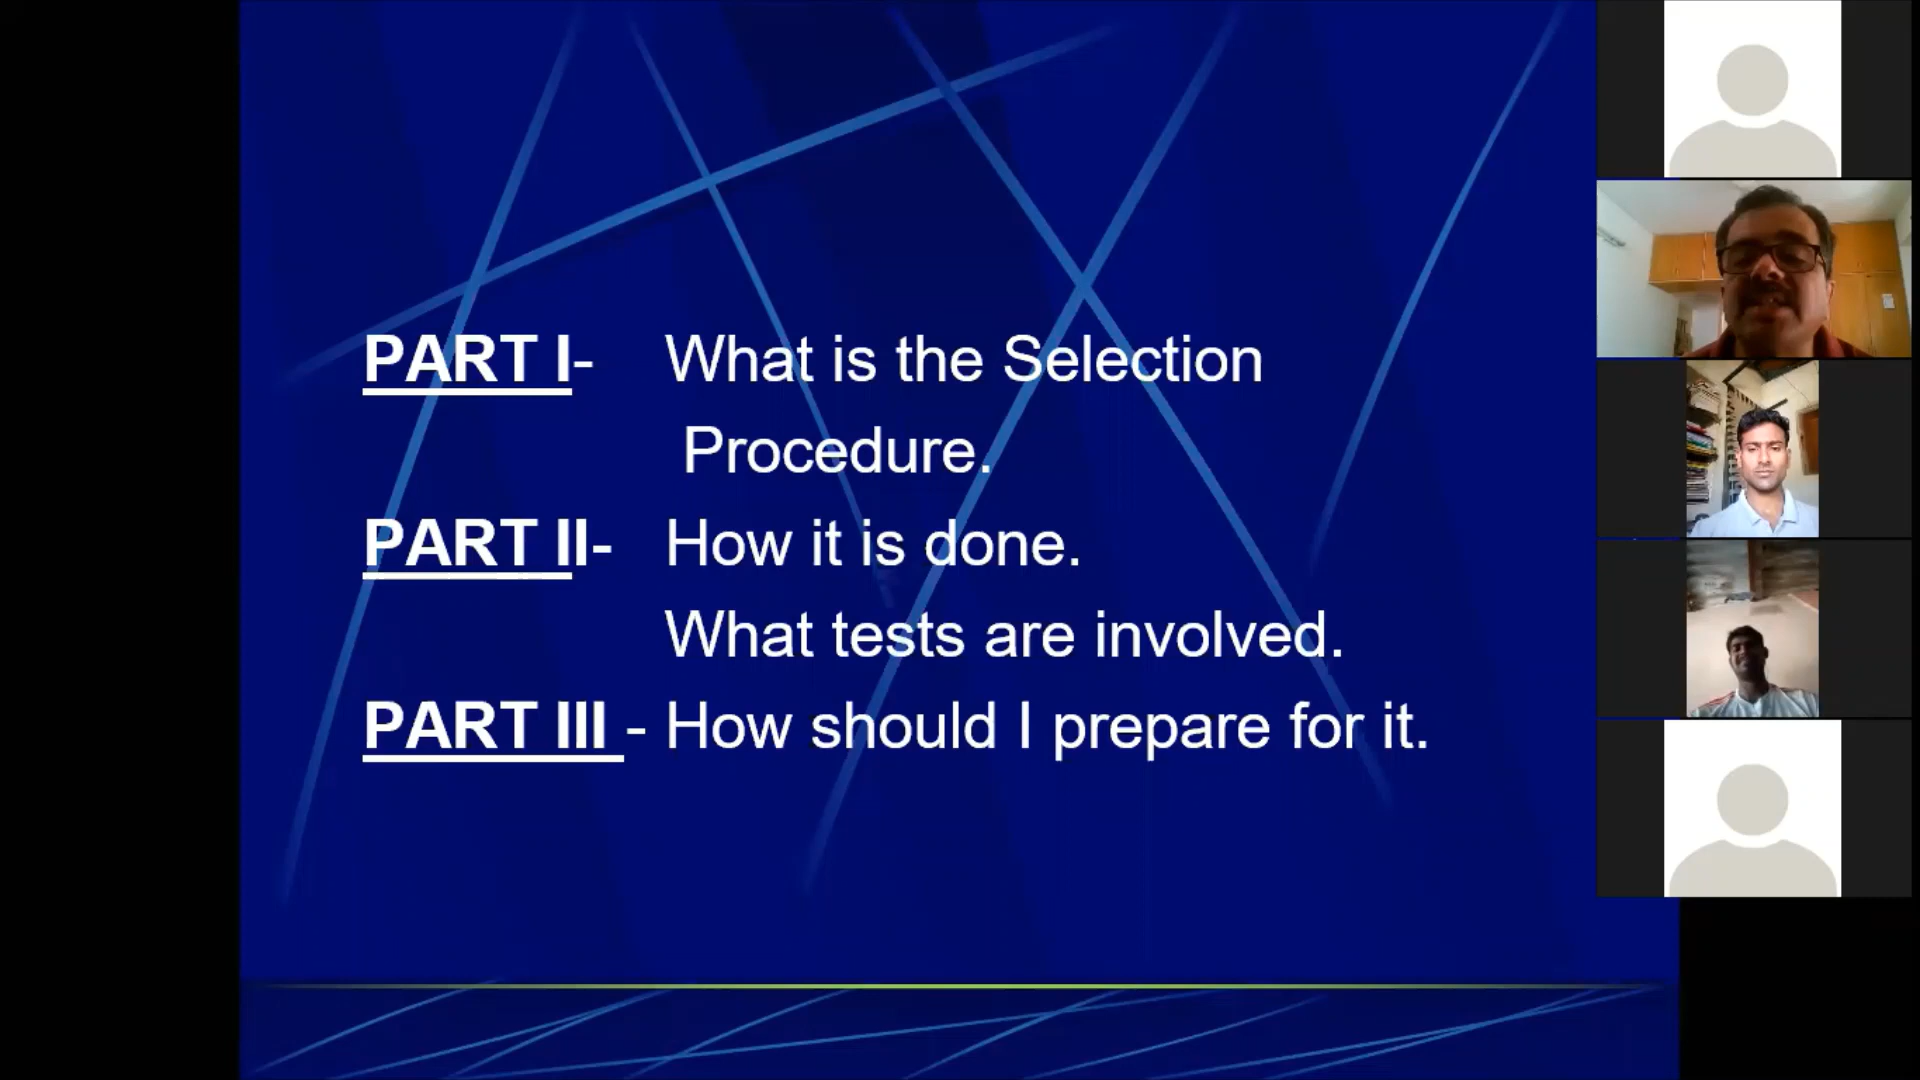 PART I- What is the Selection
Procedure.
PART II- How it is done.
What tests are involved.
PART III - How should I prepare for it.